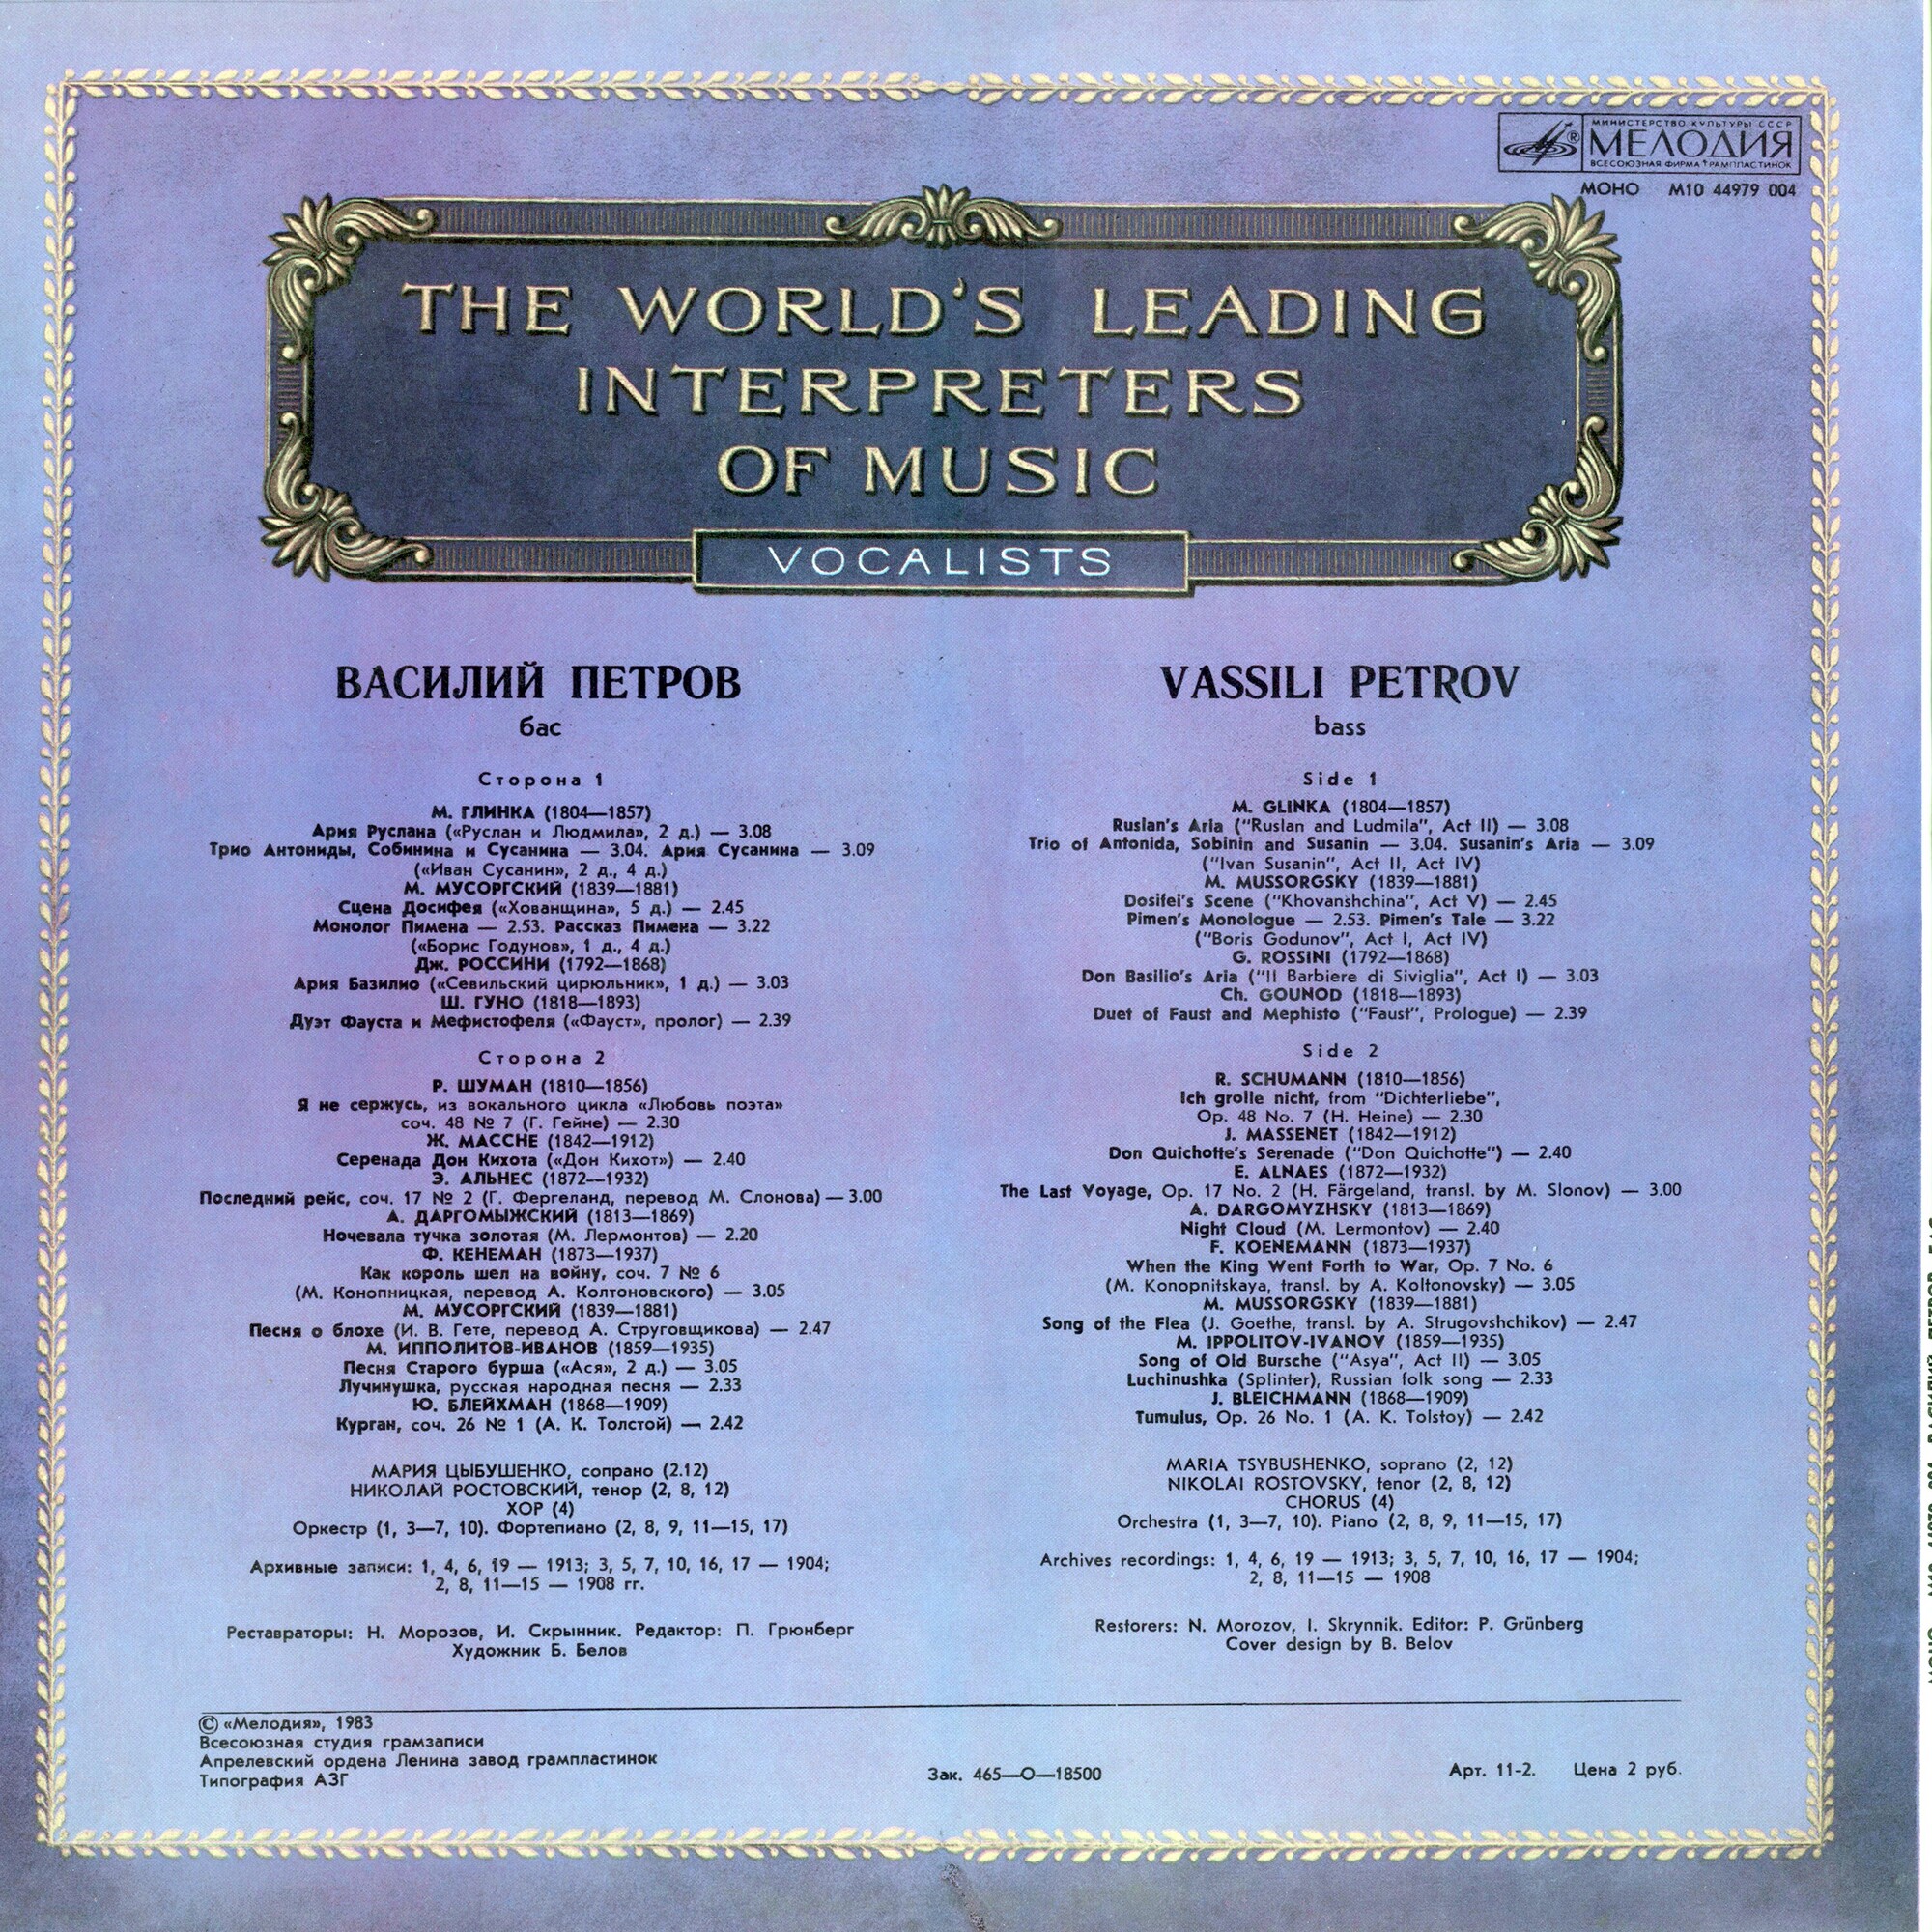 МИНИСТЕРСТВО КУЛЬТУРЫ СССР
МЕЛОДИЯ
ВСЕСОЮЗНАЯ ФИРМА ГРАМПЛАСТИНОК
МОНО М10 44979 004
THE WORLD'S LEADING
INTERPRETERS
OF MUSIC
VOCALISTS
ВАСИЛИЙ ПЕТРОВ
бас
Сторона 1
М. ГЛИНКА (1804—1857)
Ария Руслана («Руслан и Людмила», 2 д.) — 3.08
Трио Антониды, Собинина и Сусанина — 3.04. Ария Сусанина — 3.09
(«Иван Сусанин», 2 д., 4 д.)
М. МУСОРГСКИЙ (1839—1881)
Сцена Досифея («Хованщина», 5 д.) — 2.45
Монолог Пимена — 2.53. Рассказ Пимена — 3.22
(«Борис Годунов», 1 д., 4 д.)
Дж. РОССИНИ (1792—1868)
Ария Базилио («Севильский цирюльник», 1 д.) — 3.03
Ш. ГУНО (1818—1893)
Дуэт Фауста и Мефистофеля («Фауст», пролог) — 2.39
Сторона 2
Р. ШУМАН (1810—1856)
Я не сержусь, из вокального цикла «Любовь поэта»
соч. 48 № 7 (Г. Гейне) — 2.30
Ж. МАССНЕ (1842—1912)
Серенада Дон Кихота («Дон Кихот») — 2.40
Э. АЛЬНЕС (1872—1932)
Последний рейс, соч. 17 № 2 (Г. Фергеланд, перевод М. Слонова) — 3.00
А. ДАРГОМЫЖСКИЙ (1813—1869)
Ночевала тучка золотая (М. Лермонтов) — 2.20
Ф. КЕНЕМАН (1873—1937)
Как король шел на войну, соч. 7 № 6
(М. Конопницкая, перевод А. Колтоновского) — 3.05
М. МУСОРГСКИЙ (1839—1881)
Песня о блохе (И. В. Гете, перевод А. Струговщикова) — 2.47
М. ИППОЛИТОВ-ИВАНОВ (1859—1935)
Песня Старого бурша («Ася», 2 д.) — 3.05
Лучинушка, русская народная песня — 2.33
Ю. БЛЕЙХМАН (1868—1909)
Курган, соч. 26 № 1 (А. К. Толстой) — 2.42
МАРИЯ ЦЫБУШЕНКО, сопрано (2.12)
НИКОЛАЙ РОСТОВСКИЙ, тенор (2, 8, 12)
ХОР (4)
Оркестр (1, 3—7, 10). Фортепиано (2, 8, 9, 11—15, 17)
Архивные записи: 1, 4, 6, 19 — 1913; 3, 5, 7, 10, 16, 17 — 1904;
2, 8, 11—15 — 1908 гг.
Реставраторы: Н. Морозов, И. Скрынник. Редактор: П. Грюнберг
Художник Б. Белов
VASSILI PETROV
bass
Side 1
M. GLINKA (1804—1857)
Ruslan's Aria ("Ruslan and Ludmila", Act II) — 3.08
Trio of Antonida, Sobinin and Susanin — 3.04. Susanin's Aria — 3.09
("Ivan Susanin", Act II, Act IV)
M. MUSSORGSKY (1839—1881)
Dosifei's Scene ("Khovanshchina", Act V) — 2.45
Pimen's Monologue — 2.53. Pimen's Tale — 3.22
("Boris Godunov", Act I, Act IV)
G. ROSSINI (1792—1868)
Don Basilio's Aria ("Il Barbiere di Siviglia", Act I) — 3.03
Ch. GOUNOD (1818—1893)
Duet of Faust and Mephisto ("Faust", Prologue) — 2.39
Side 2
R. SCHUMANN (1810—1856)
Ich grolle nicht, from "Dichterliebe",
Op. 48 No. 7 (H. Heine) — 2.30
J. MASSENET (1842—1912)
Don Quichotte's Serenade ("Don Quichotte") — 2.40
E. ALNAES (1872—1932)
The Last Voyage, Op. 17 No. 2 (H. Färgeland, transl. by M. Slonov) — 3.00
A. DARGOMYZHSKY (1813—1869)
Night Cloud (M. Lermontov) — 2.40
F. KOENEMANN (1873—1937)
When the King Went Forth to War, Op. 7 No. 6
(M. Konopnitskaya, transl. by A. Koltonovsky) — 3.05
M. MUSSORGSKY (1839—1881)
Song of the Flea (J. Goethe, transl. by A. Strugovshchikov) — 2.47
M. IPPOLITOV-IVANOV (1859—1935)
Song of Old Bursche ("Asya", Act II) — 3.05
Luchinushka (Splinter), Russian folk song — 2.33
J. BLEICHMANN (1868—1909)
Tumulus, Op. 26 No. 1 (A. K. Tolstoy) — 2.42
MARIA TSYBUSHENKO, soprano (2, 12)
NIKOLAI ROSTOVSKY, tenor (2, 8, 12)
CHORUS (4)
Orchestra (1, 3—7, 10). Piano (2, 8, 9, 11—15, 17)
Archives recordings: 1, 4, 6, 19 — 1913; 3, 5, 7, 10, 16, 17 — 1904;
2, 8, 11—15 — 1908
Restorers: N. Morozov, I. Skrynnik. Editor: P. Grünberg
Cover design by B. Belov
© «Мелодия», 1983
Всесоюзная студия грамзаписи
Апрелевский ордена Ленина завод грампластинок
Типография АЗГ
Зак. 465—О—18500
Арт. 11-2. Цена 2 руб.